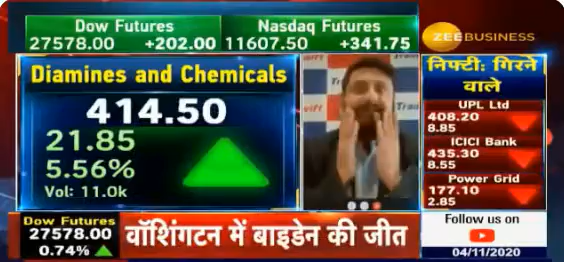 Dow Futures
27578.00 +202.00
Nasdaq Futures
11607.50 +341.75
ZEE BUSINESS
Diamines and Chemicals
414.50
21.85
5.56%
Vol: 11.0k
निफ्टी: गिरने
वाले
UPL Ltd
408.20
8.85
ICICI Bank
435.30
8.55
Power Grid
177.10
2.85
Dow Futures
27578.00
0.74%
वॉशिंगटन में बाइडेन की जीत
Follow us on
04/11/2020